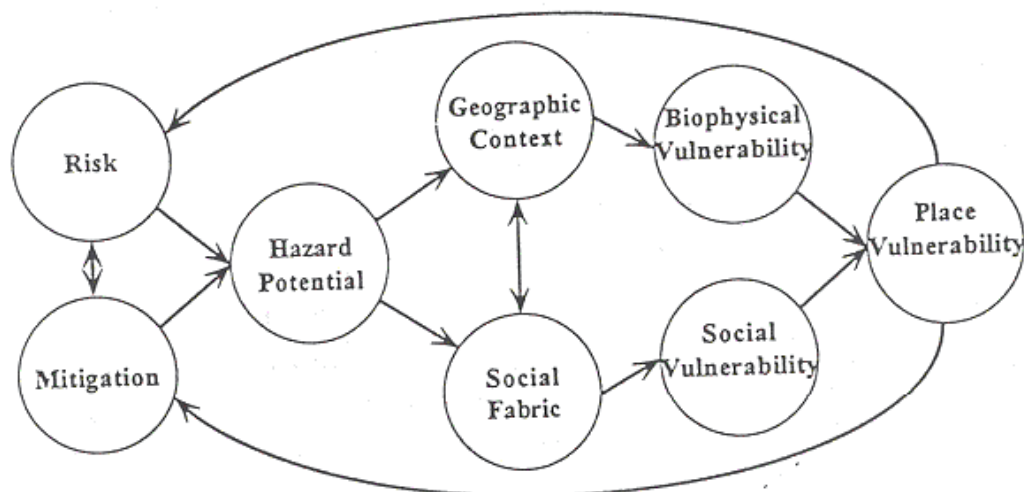 Risk
Mitigation
Hazard
Potential
Geographic
Context
Social
Fabric
Biophysical
Vulnerability
Social
Vulnerability
Place
Vulnerability